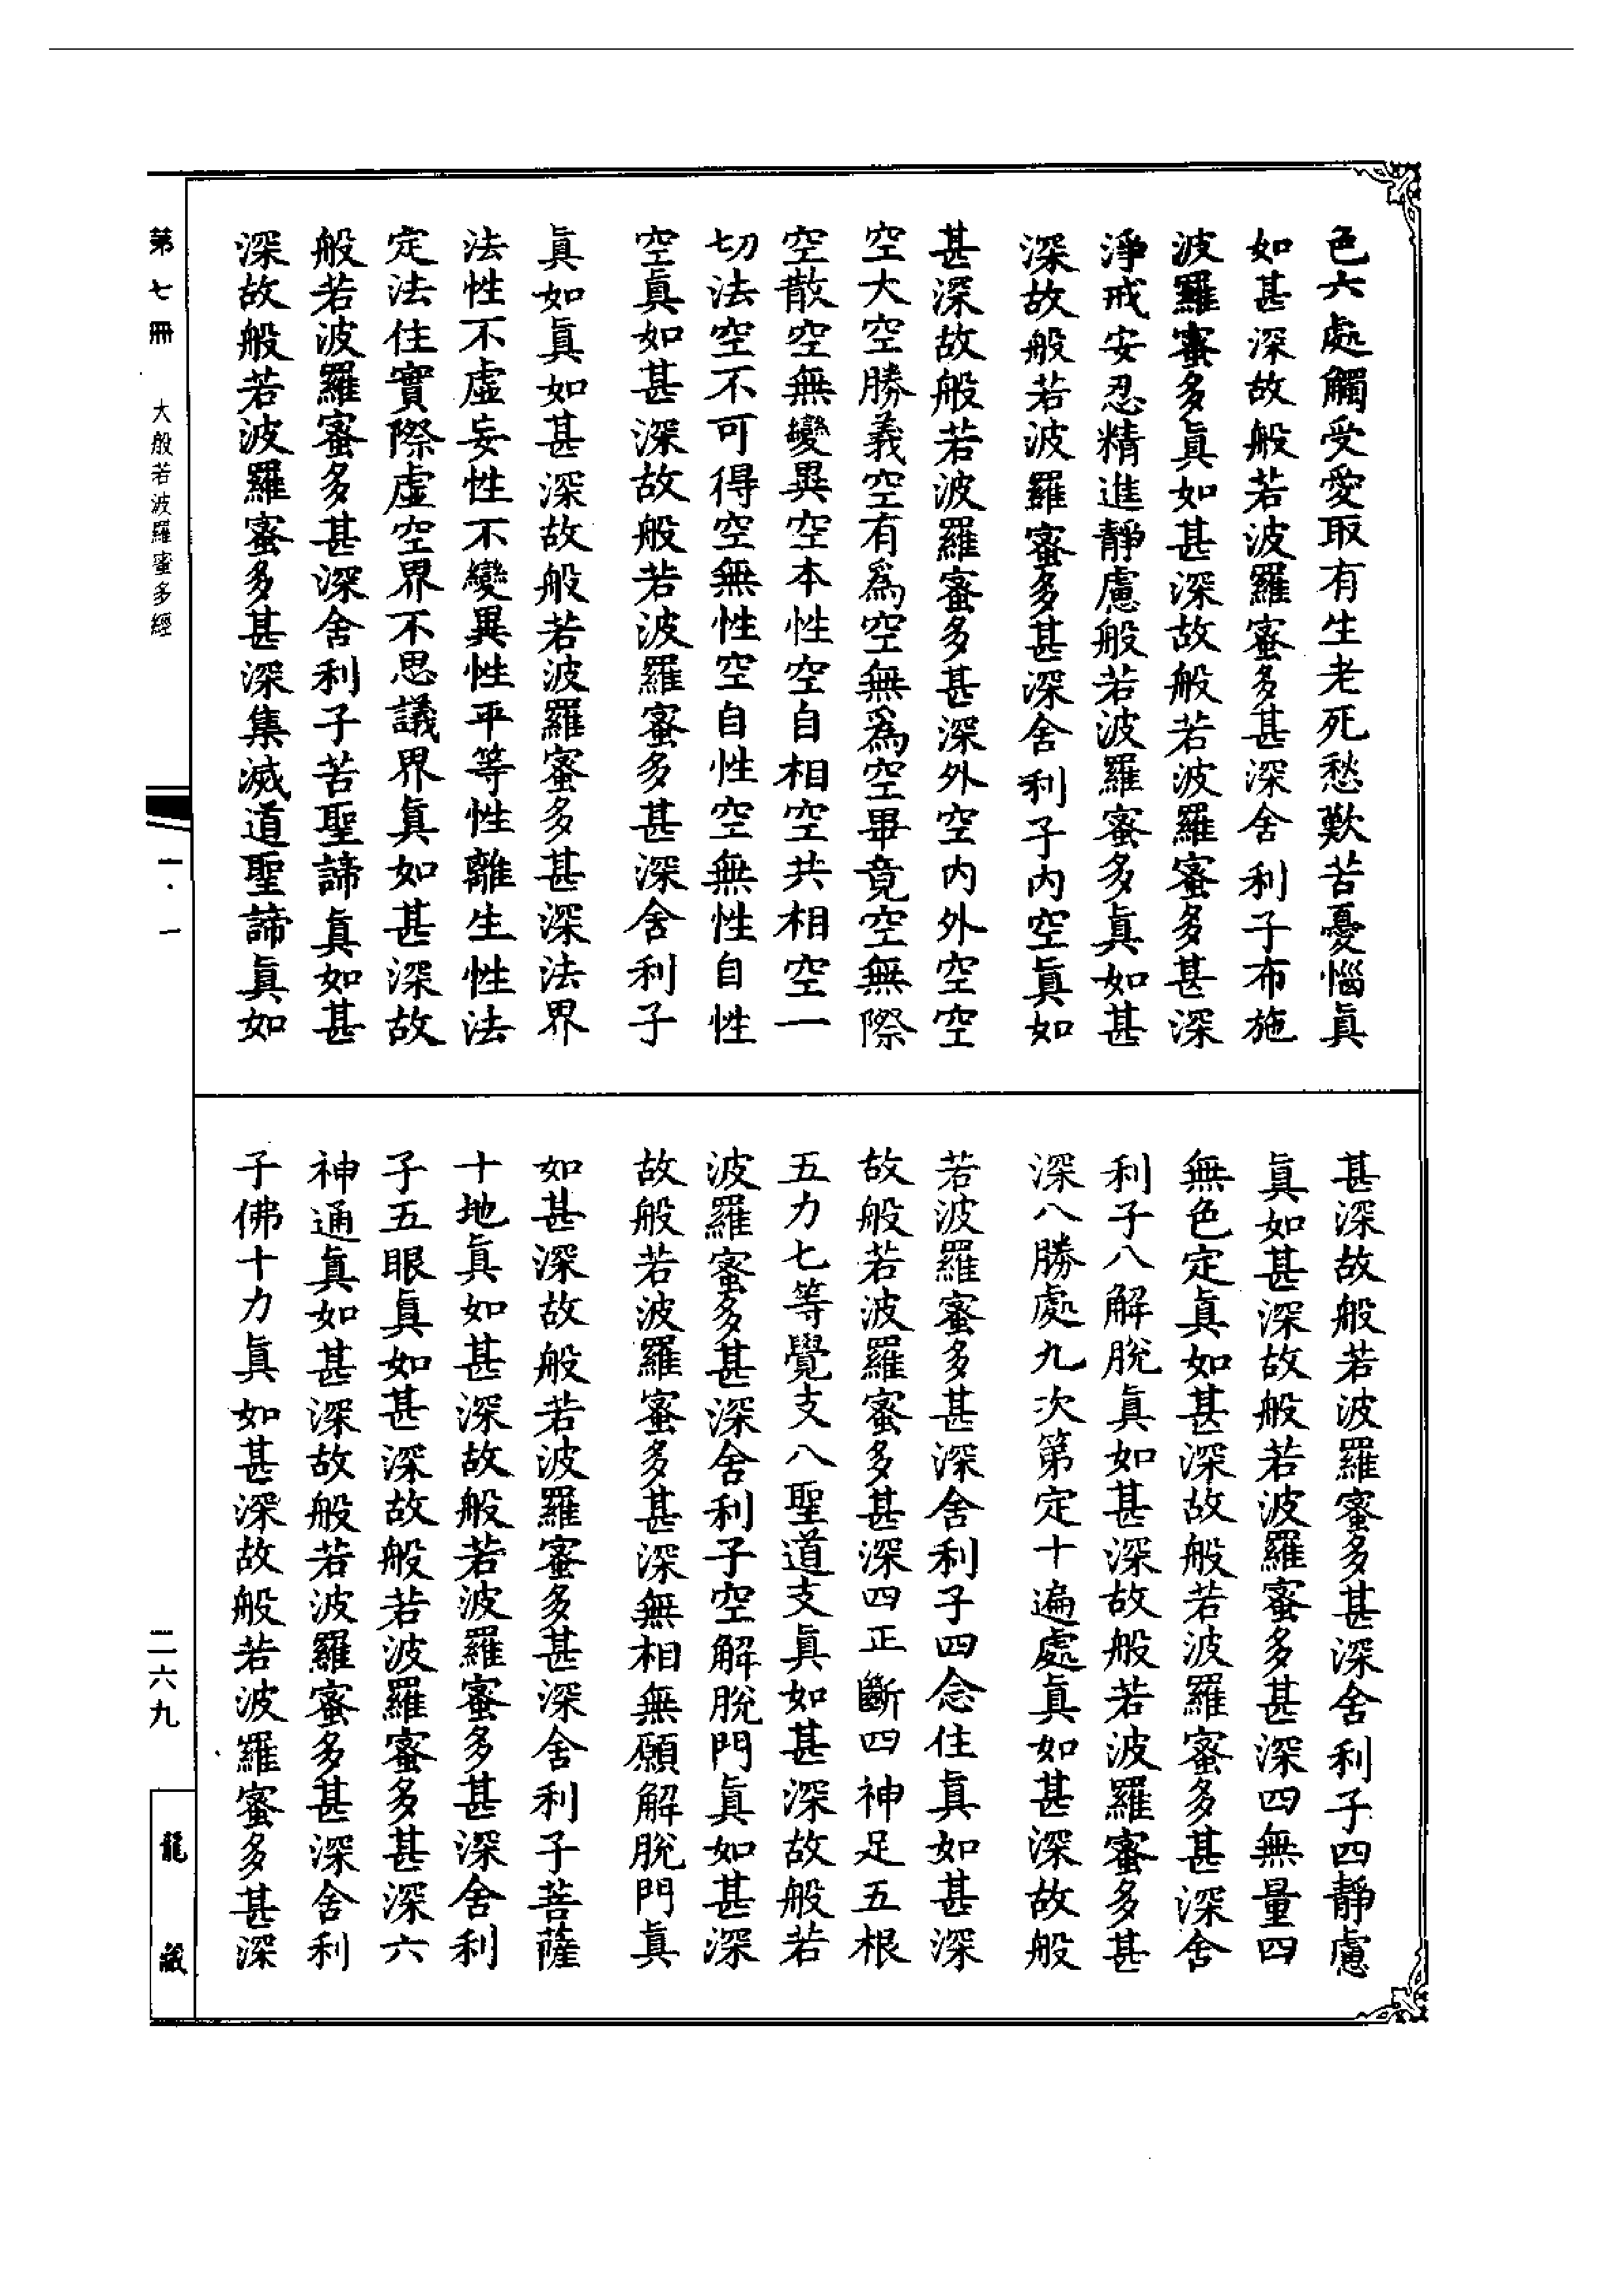 色六處觸受愛取有生老死愁歎苦憂惱眞
如甚深故般若波羅蜜多甚深舍利子布施
波羅蜜多眞如甚深故般若波羅蜜多甚深
淨戒安忍精進靜慮般若波羅蜜多眞如甚
深故般若波羅蜜多甚深舍利子內空眞如
甚深故般若波羅蜜多甚深外空內外空空
空大空勝義空有爲空無爲空畢竟空無際
空散空無變異空本性空自相空共相空一
切法空不可得空無性空自性空無性自性
空眞如甚深故般若波羅蜜多甚深舍利子
眞如眞如甚深故般若波羅蜜多甚深法界
法性不虛妄性不變異性平等性離生性法
定法住實際虛空界不思議界眞如甚深故
般若波羅蜜多甚深舍利子苦聖諦眞如甚
深故般若波羅蜜多甚深集滅道聖諦眞如
甚深故般若波羅蜜多甚深舍利子四靜慮
眞如甚深故般若波羅蜜多甚深四無量四
無色定眞如甚深故般若波羅蜜多甚深舍
利子八解脫眞如甚深故般若波羅蜜多甚
深八勝處九次第定十遍處眞如甚深故般
若波羅蜜多甚深舍利子四念住眞如甚深
故般若波羅蜜多甚深四正斷四神足五根
五力七等覺支八聖道支眞如甚深故般若
波羅蜜多甚深舍利子空解脫門眞如甚深
故般若波羅蜜多甚深無相無願解脫門眞
如甚深故般若波羅蜜多甚深舍利子菩薩
十地眞如甚深故般若波羅蜜多甚深舍利
子五眼眞如甚深故般若波羅蜜多甚深六
神通眞如甚深故般若波羅蜜多甚深舍利
子佛十力眞如甚深故般若波羅蜜多甚深
第七冊 大般若波羅蜜多經 一·一
二六九
龍藏